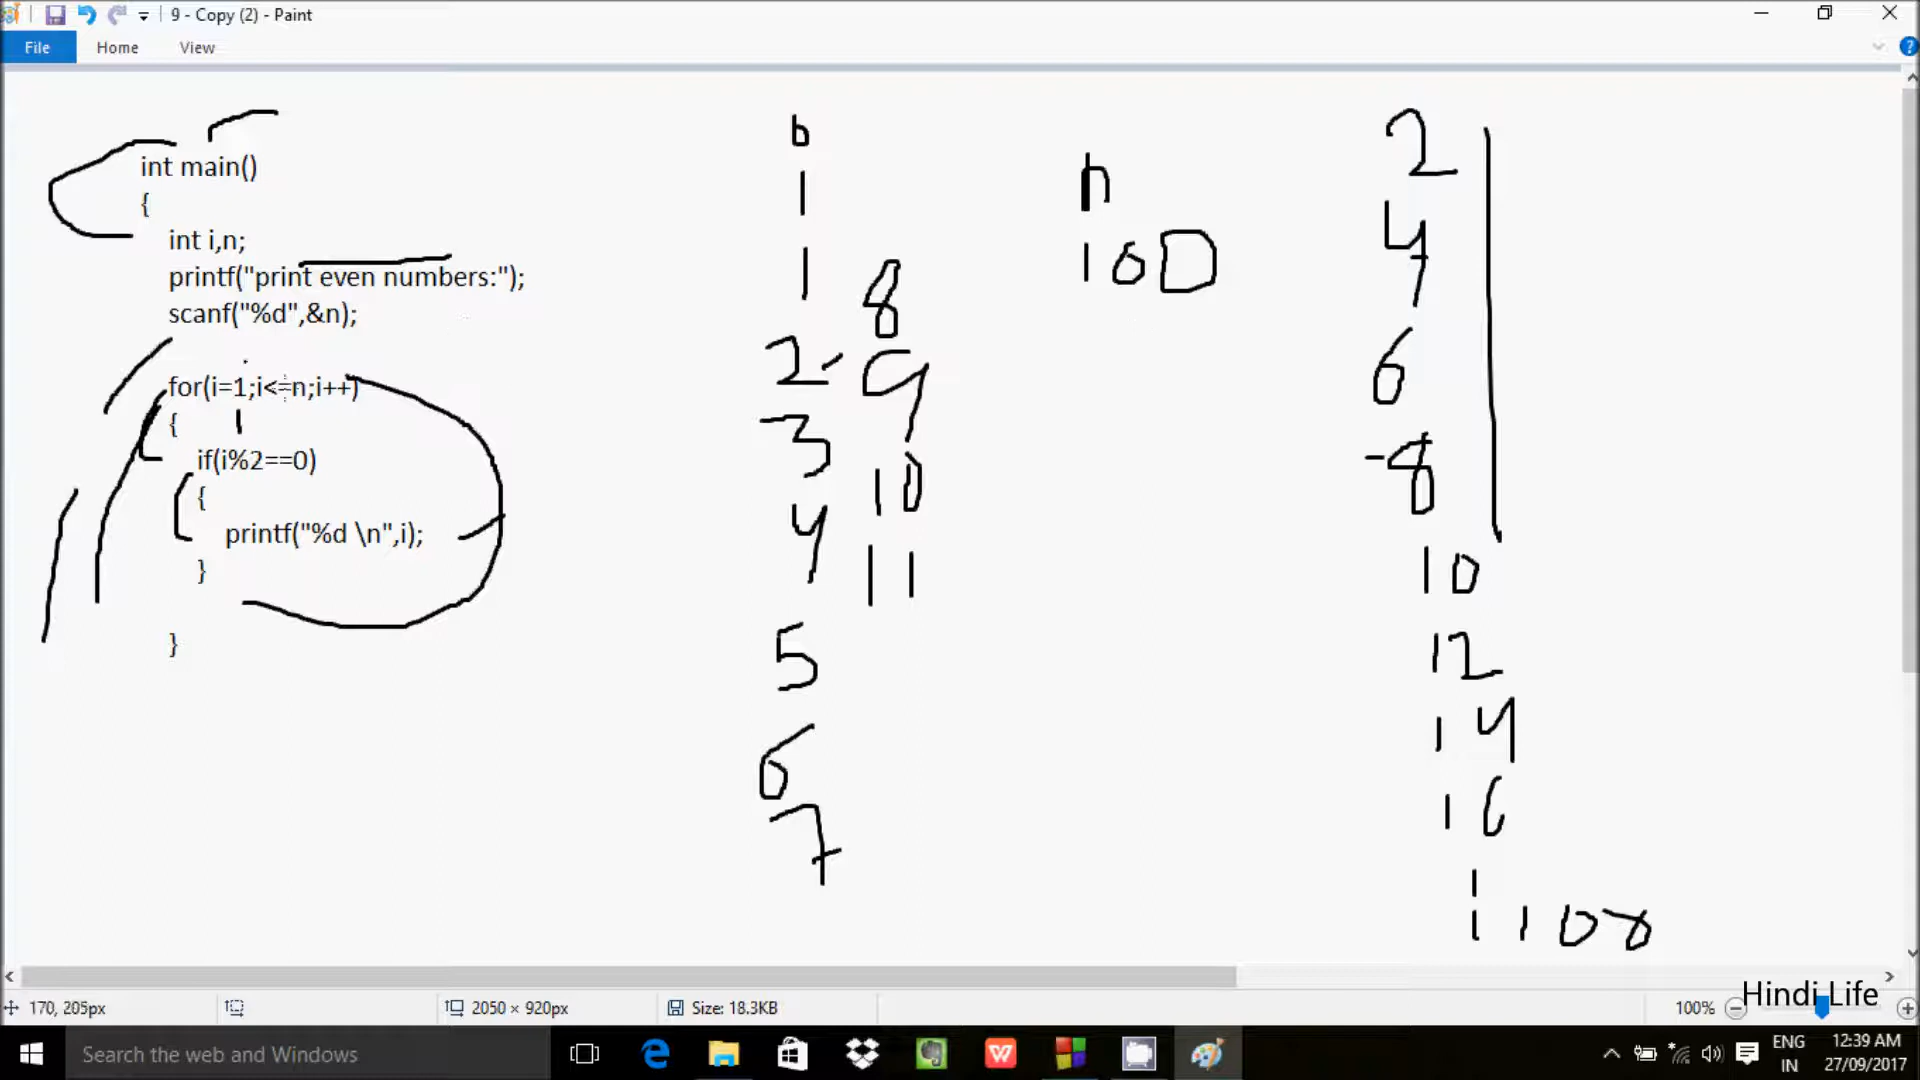 9 - Copy (2) - Paint
File Home View
int main()
{
int i,n;
printf("print even numbers:");
scanf("%d",&n);
for(i=1;i<=n;i++)
{
if(i%2==0)
{
printf("%d \n",i);
}
}
1
1
1
2
3
4
5
6
7
8
9
10
11
n
100
2
4
6
8
10
12
14
16
100
170, 205px
2050 × 920px
Size: 18.3KB
100%
Hindi Life
Search the web and Windows
ENG
IN
12:39 AM
27/09/2017